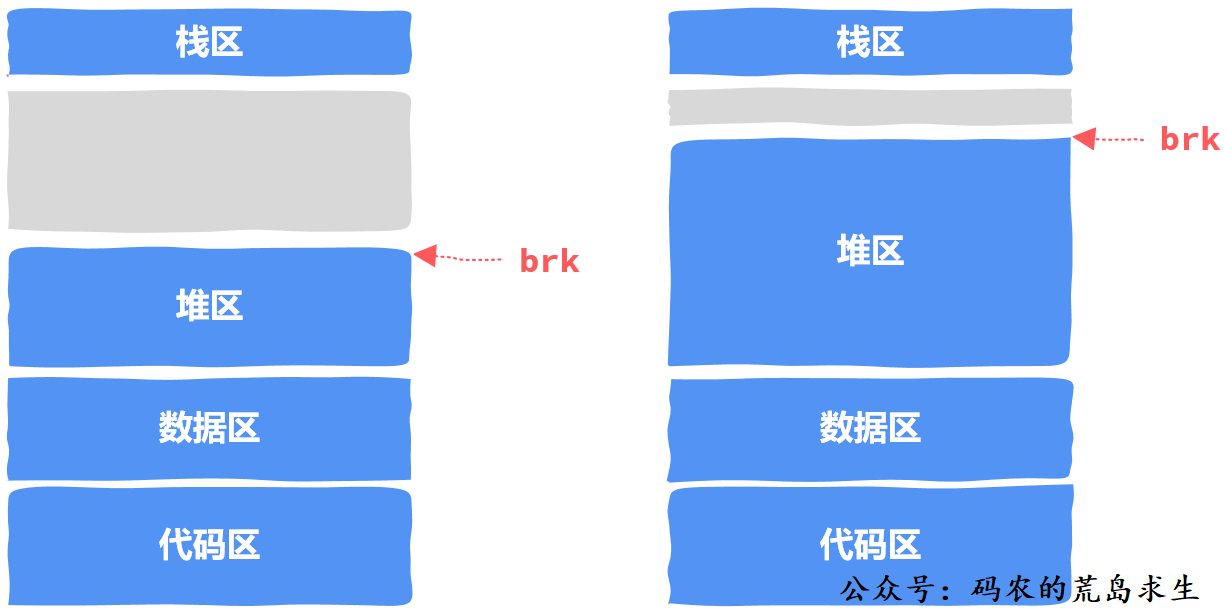 栈区
brk
堆区
数据区
代码区
栈区
brk
堆区
数据区
代码区
公众号：码农的荒岛求生